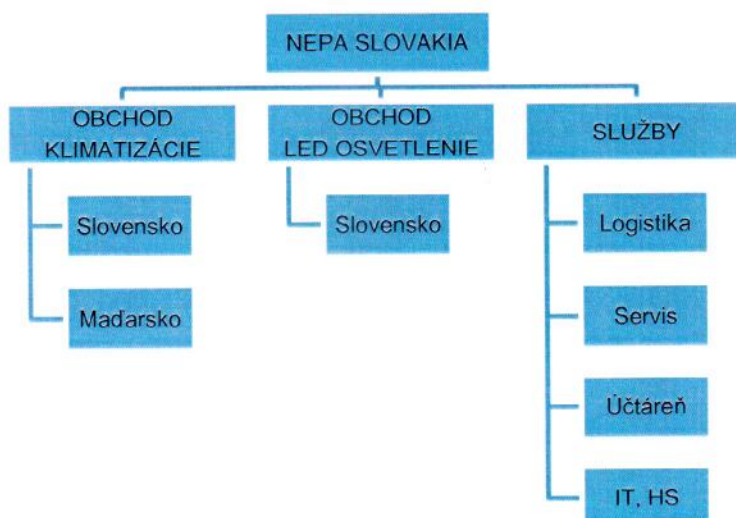 NEPA SLOVAKIA
OBCHOD
KLIMATIZÁCIE
Slovensko
Maďarsko
OBCHOD
LED OSVETLENIE
Slovensko
SLUŽBY
Logistika
Servis
Účtáreň
IT, HS